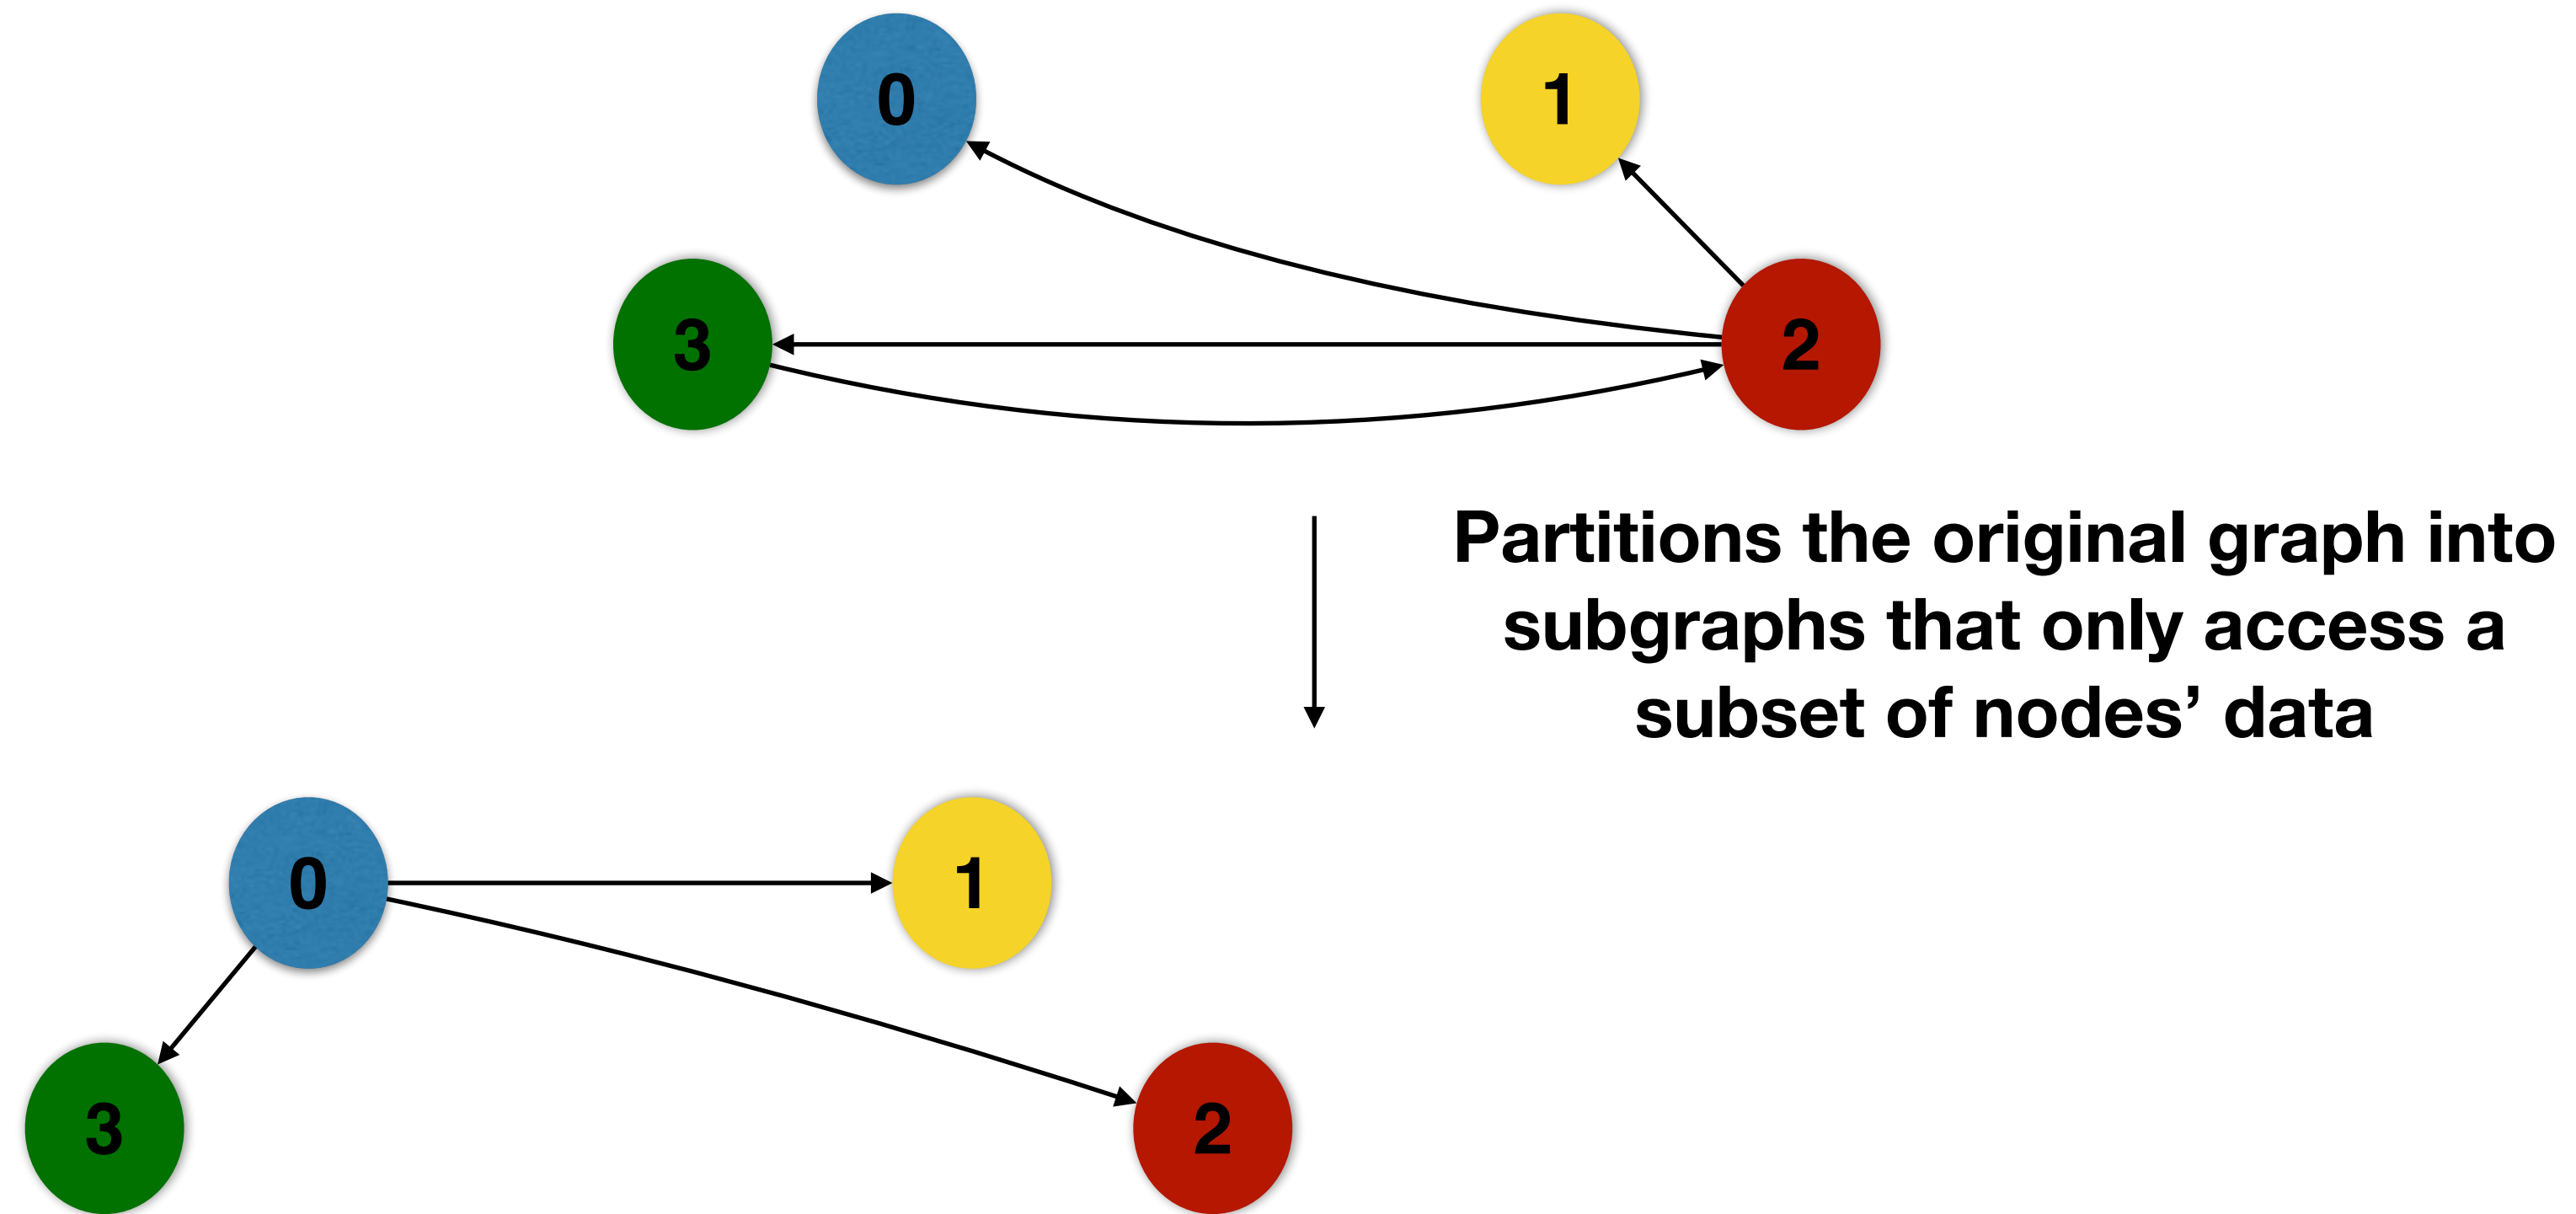 0
1
3
2
Partitions the original graph into
subgraphs that only access a
subset of nodes’ data
0
1
3
2